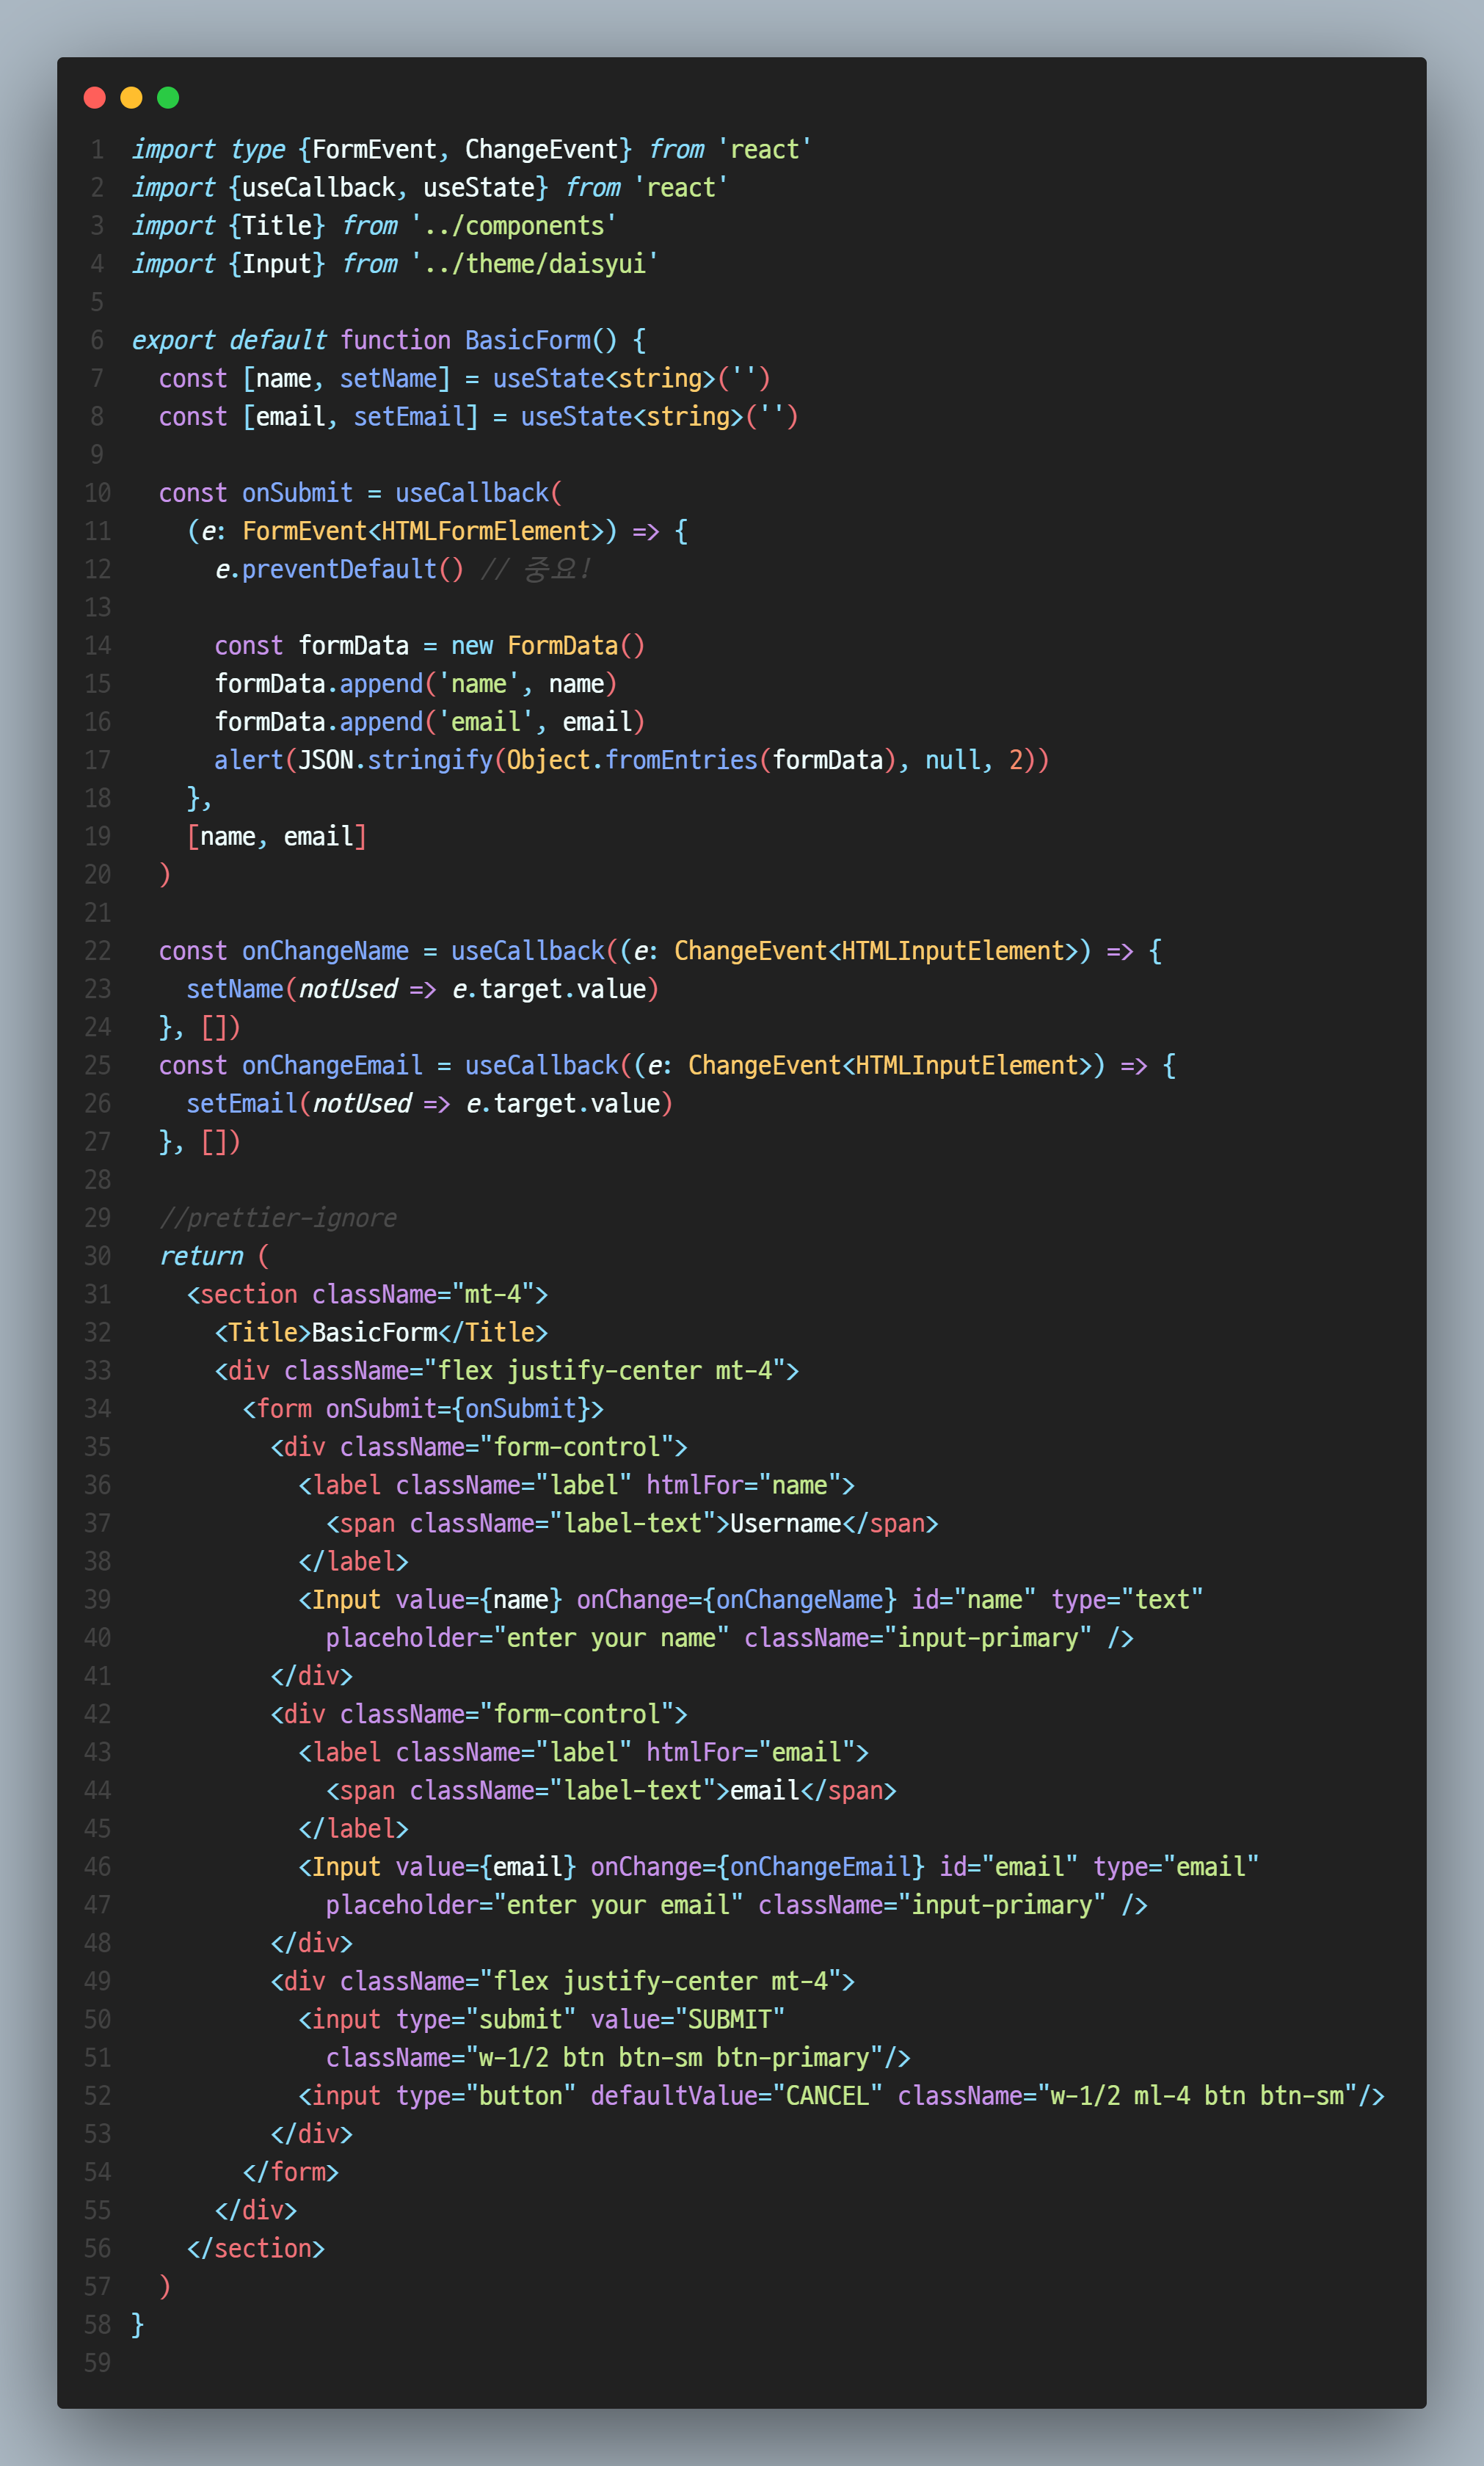 1 import type {FormEvent, ChangeEvent} from 'react'
2 import {useCallback, useState} from 'react'
3 import {Title} from '../components'
4 import {Input} from '../theme/daisyui'
5
6 export default function BasicForm() {
7   const [name, setName] = useState<string>('')
8   const [email, setEmail] = useState<string>('')
9
10   const onSubmit = useCallback(
11     (e: FormEvent<HTMLFormElement>) => {
12       e.preventDefault() // 중요!
13
14       const formData = new FormData()
15       formData.append('name', name)
16       formData.append('email', email)
17       alert(JSON.stringify(Object.fromEntries(formData), null, 2))
18     },
19     [name, email]
20   )
21
22   const onChangeName = useCallback((e: ChangeEvent<HTMLInputElement>) => {
23     setName(notUsed => e.target.value)
24   }, [])
25   const onChangeEmail = useCallback((e: ChangeEvent<HTMLInputElement>) => {
26     setEmail(notUsed => e.target.value)
27   }, [])
28
29   //prettier-ignore
30   return (
31     <section className="mt-4">
32       <Title>BasicForm</Title>
33       <div className="flex justify-center mt-4">
34         <form onSubmit={onSubmit}>
35           <div className="form-control">
36             <label className="label" htmlFor="name">
37               <span className="label-text">Username</span>
38             </label>
39             <Input value={name} onChange={onChangeName} id="name" type="text"
40               placeholder="enter your name" className="input-primary" />
41           </div>
42           <div className="form-control">
43             <label className="label" htmlFor="email">
44               <span className="label-text">email</span>
45             </label>
46             <Input value={email} onChange={onChangeEmail} id="email" type="email"
47               placeholder="enter your email" className="input-primary" />
48           </div>
49           <div className="flex justify-center mt-4">
50             <input type="submit" value="SUBMIT"
51               className="w-1/2 btn btn-sm btn-primary"/>
52             <input type="button" defaultValue="CANCEL" className="w-1/2 ml-4 btn btn-sm"/>
53           </div>
54         </form>
55       </div>
56     </section>
57   )
58 }
59